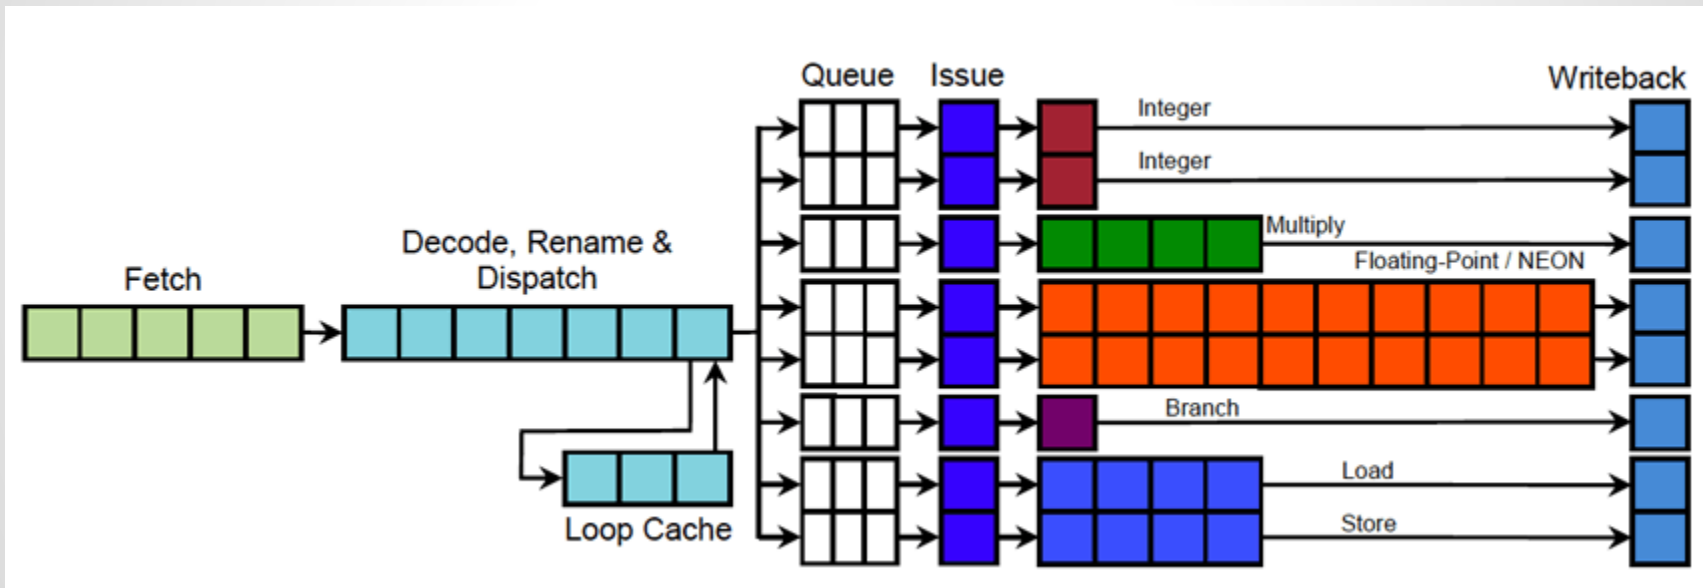 Queue
Issue
Writeback
Integer
Integer
Decode, Rename &
Dispatch
Fetch
Multiply
Floating-Point / NEON
Branch
Loop Cache
Load
Store